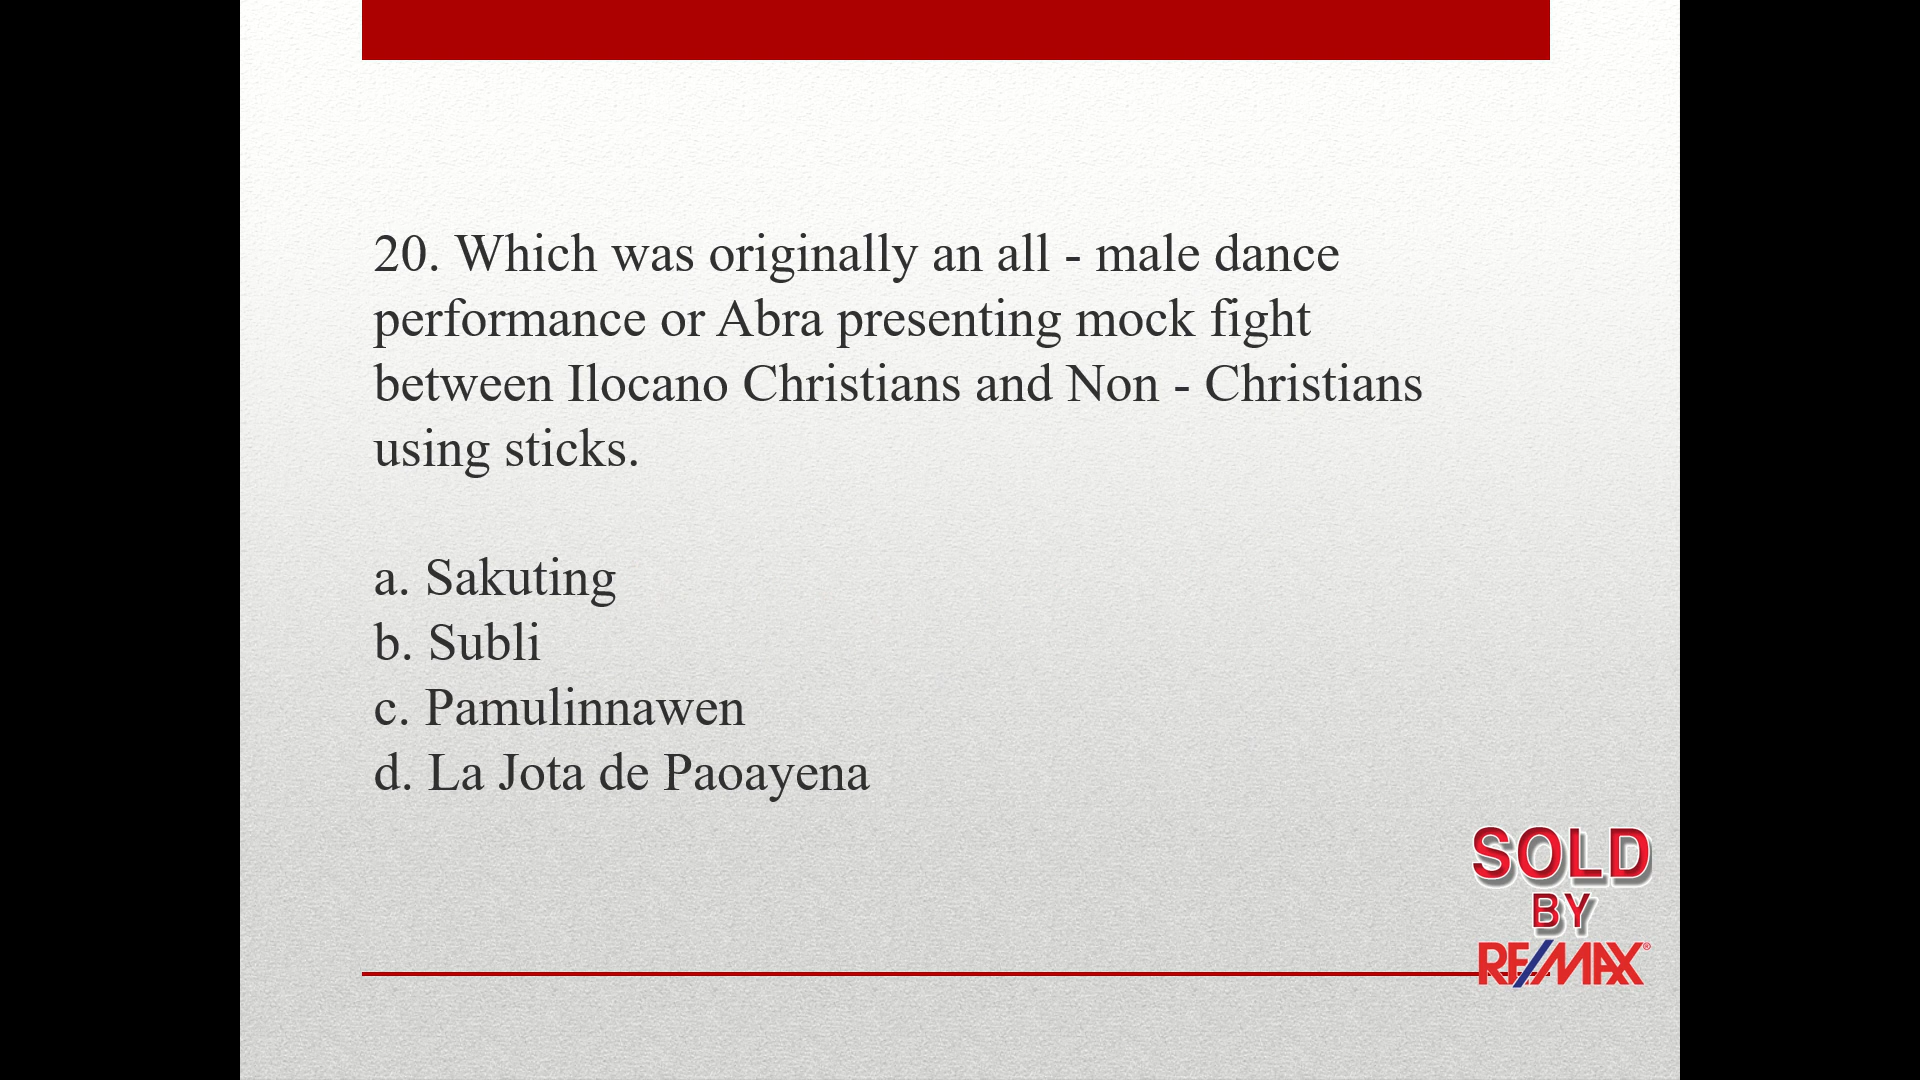 20. Which was originally an all - male dance
performance or Abra presenting mock fight
between Ilocano Christians and Non - Christians
using sticks.
a. Sakuting
b. Subli
c. Pamulinnawen
d. La Jota de Paoayena
SOLD
BY
RE/MAX®